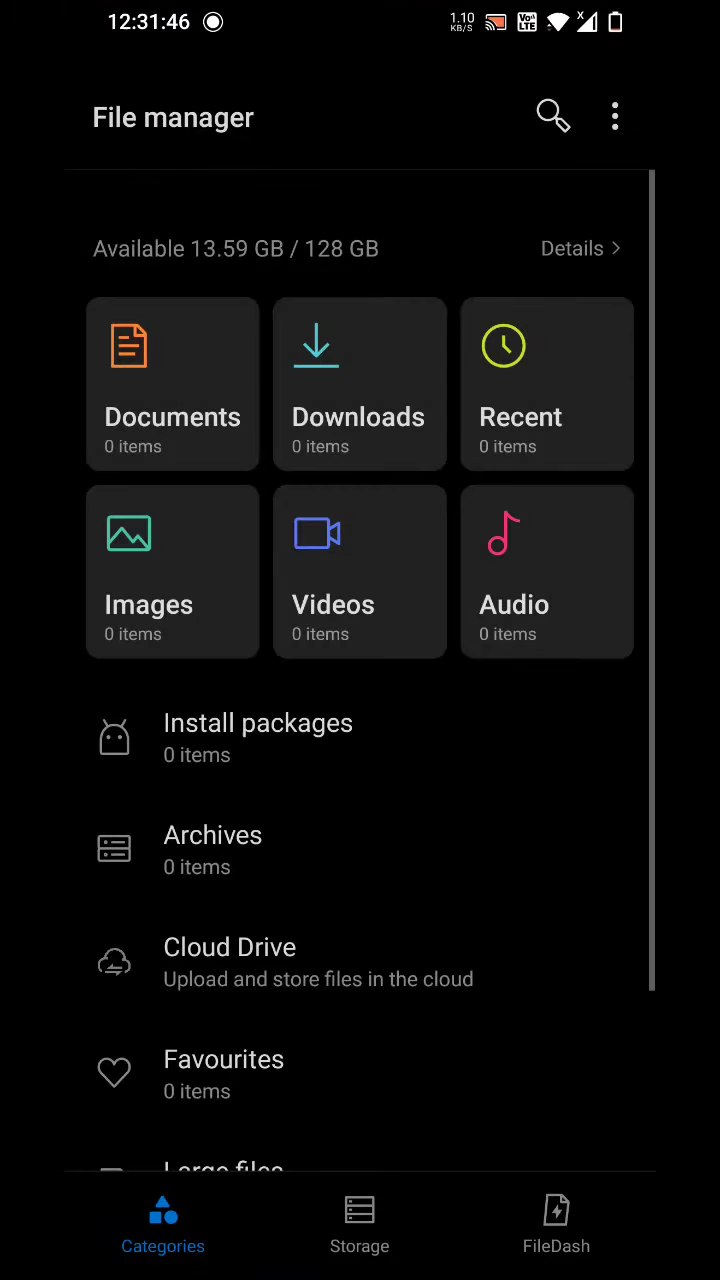 12:31:46
1.10
KB/S
Vo
LTE
X
File manager
Available 13.59 GB / 128 GB
Details
Documents
0 items
Downloads
0 items
Recent
0 items
Images
0 items
Videos
0 items
Audio
0 items
Install packages
0 items
Archives
0 items
Cloud Drive
Upload and store files in the cloud
Favourites
0 items
Large files
Categories
Storage
FileDash